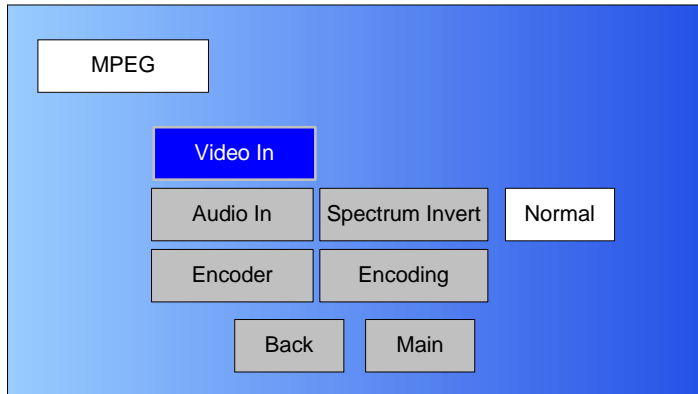 MPEG
Video In
Audio In
Spectrum Invert
Normal
Encoder
Encoding
Back
Main